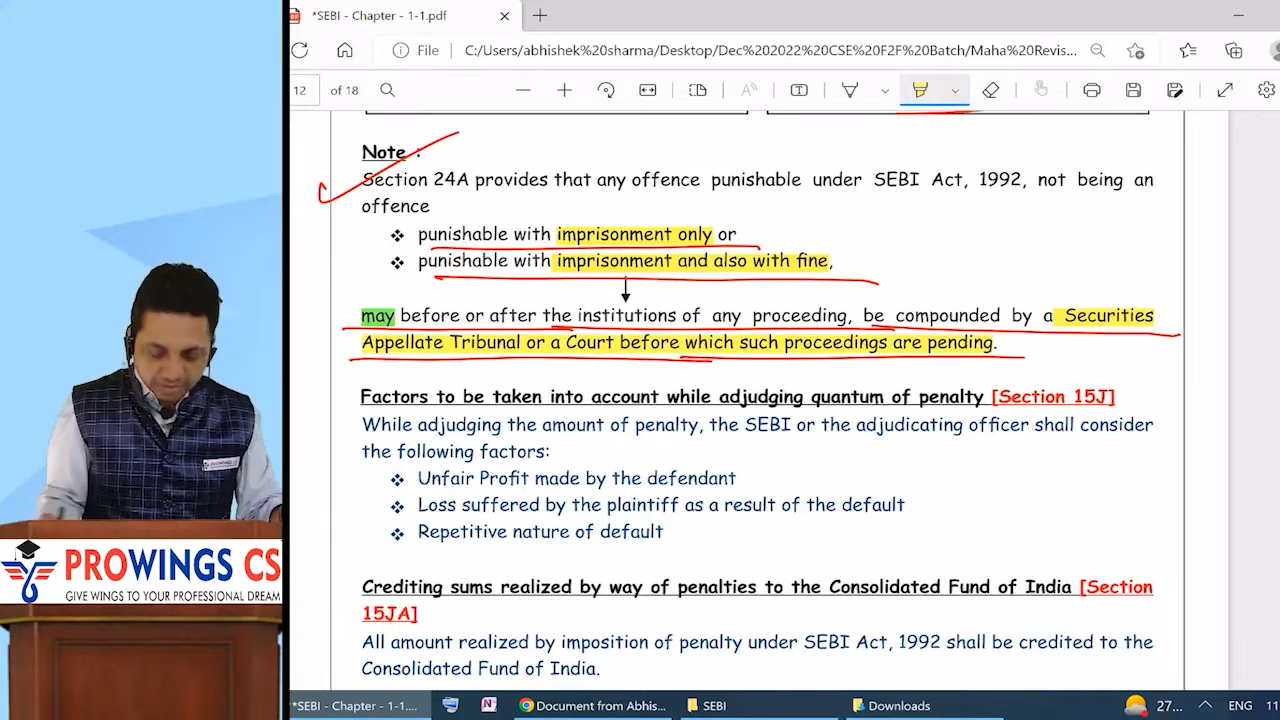 *SEBI - Chapter - 1-1.pdf
File
C:/Users/abhishek%20sharma/Desktop/Dec%202022%20CSE%20F2F%20Batch/Maha%20Revis...
12 of 18
Note :
Section 24A provides that any offence punishable under SEBI Act, 1992, not being an
offence
❖ punishable with imprisonment only or
❖ punishable with imprisonment and also with fine,
may before or after the institutions of any proceeding, be compounded by a Securities
Appellate Tribunal or a Court before which such proceedings are pending.
Factors to be taken into account while adjudging quantum of penalty [Section 15J]
While adjudging the amount of penalty, the SEBI or the adjudicating officer shall consider
the following factors:
❖ Unfair Profit made by the defendant
❖ Loss suffered by the plaintiff as a result of the default
❖ Repetitive nature of default
Crediting sums realized by way of penalties to the Consolidated Fund of India [Section
15JA]
All amount realized by imposition of penalty under SEBI Act, 1992 shall be credited to the
Consolidated Fund of India.
PROWINGS CS
PROWINGS CS
GIVE WINGS TO YOUR PROFESSIONAL DREAM
*SEBI - Chapter - 1-1....
Document from Abhis...
SEBI
Downloads
27...
ENG
11